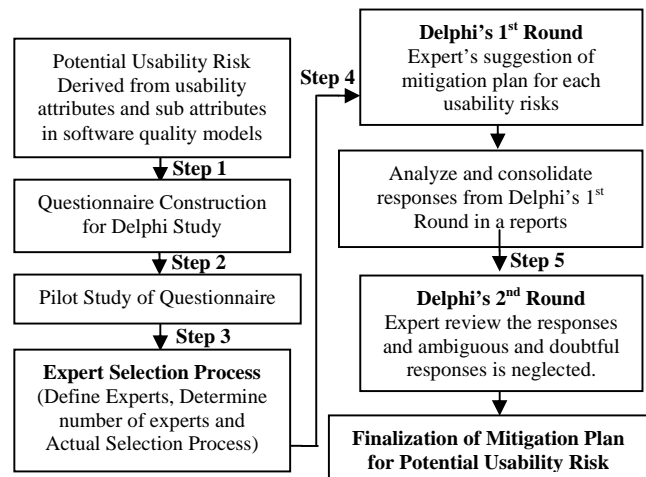 Potential Usability Risk
Derived from usability
attributes and sub attributes
in software quality models
Step 1
Questionnaire Construction
for Delphi Study
Step 2
Pilot Study of Questionnaire
Step 3
Expert Selection Process
(Define Experts, Determine
number of experts and
Actual Selection Process)
Step 4
Delphi's 1st Round
Expert's suggestion of
mitigation plan for each
usability risks
Analyze and consolidate
responses from Delphi's 1st
Round in a reports
Step 5
Delphi's 2nd Round
Expert review the responses
and ambiguous and doubtful
responses is neglected.
Finalization of Mitigation Plan
for Potential Usability Risk